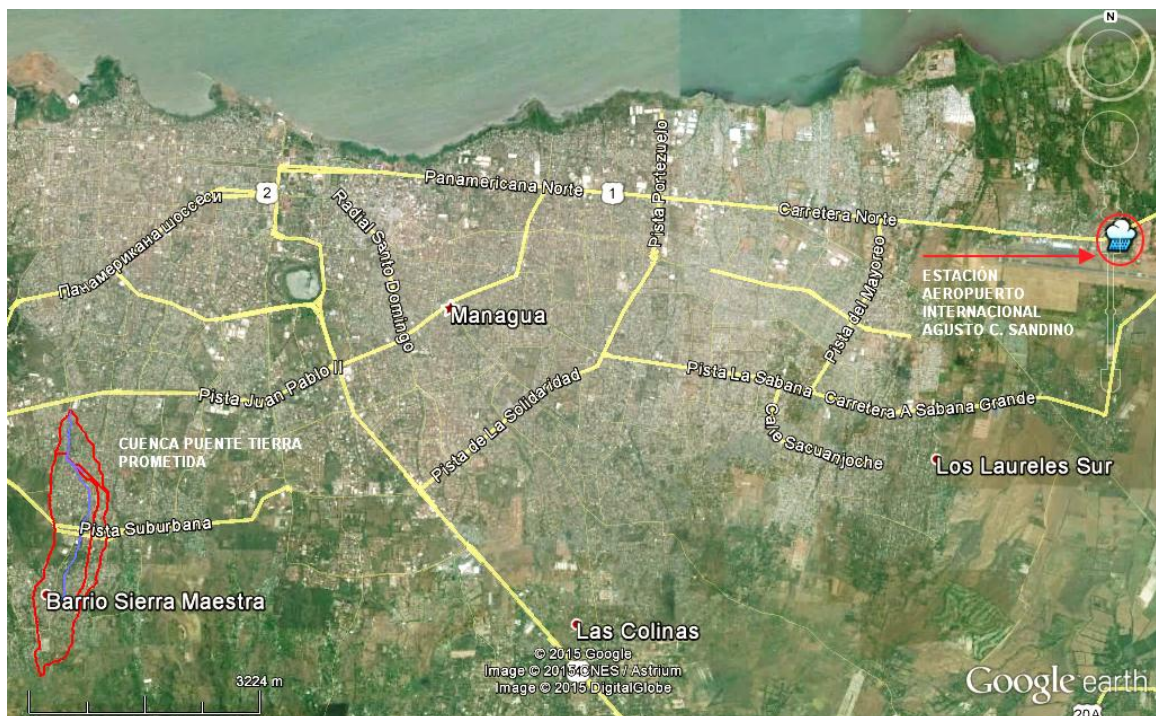 N
Panamericana Norte
2
1
Pista Portezuelo
Carretera Norte
Панамерикана шоссеси
Radial Santo Domingo
Pista del Mayoreo
ESTACIÓN
AEROPUERTO
INTERNACIONAL
AGUSTO C. SANDINO
Managua
Pista Juan Pablo II
Pista de La Solidaridad
Pista La Sabana
Carretera A Sabana Grande
CUENCA PUENTE TIERRA
PROMETIDA
Calle Sacuanjoche
Los Laureles Sur
Pista Suburbana
Barrio Sierra Maestra
Las Colinas
© 2015 Google
Image © 2015 CNES / Astrium
Image © 2015 DigitalGlobe
3224 m
Google earth
20A